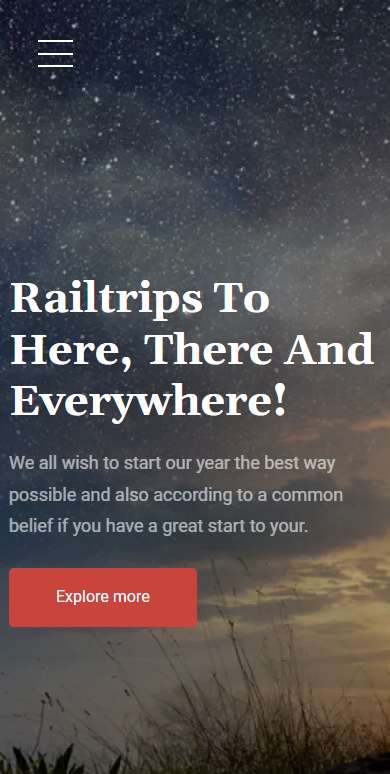 Railtrips To
Here, There And
Everywhere!
We all wish to start our year the best way
possible and also according to a common
belief if you have a great start to your.
Explore more